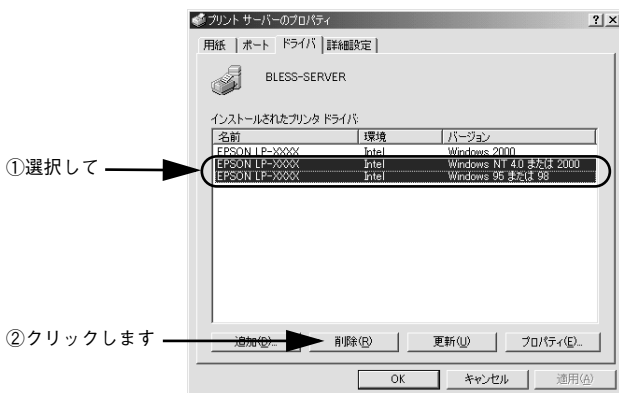 プリント サーバーのプロパティ
? ×
用紙 ポート ドライバ 詳細設定
BLESS-SERVER
インストールされたプリンタ ドライバ:
名前 環境 バージョン
EPSON LP-XXXX Intel Windows 2000
EPSON LP-XXXX Intel Windows NT 4.0 または 2000
EPSON LP-XXXX Intel Windows 95 または 98
①選択して
②クリックします
追加(D)... 削除(R) 更新(U) プロパティ(E)...
OK キャンセル 適用(A)